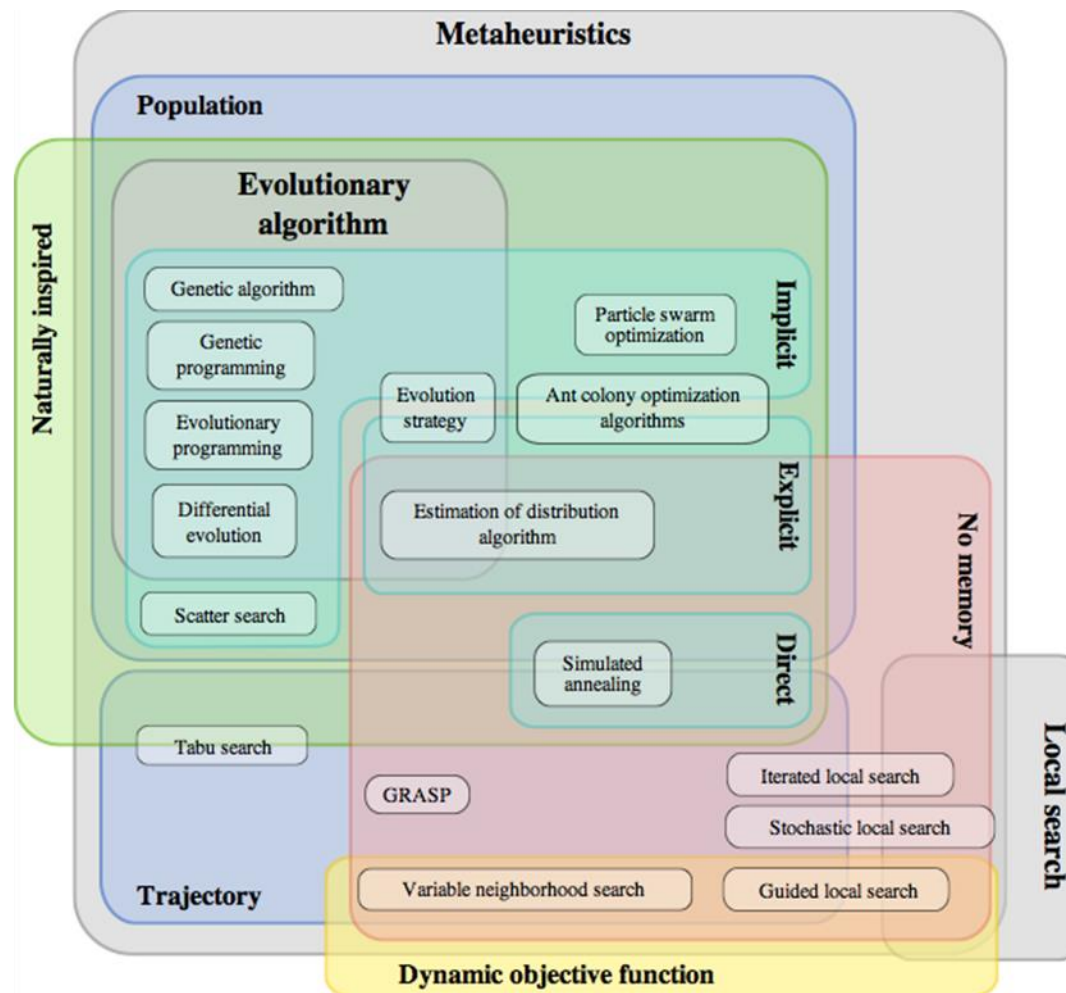 Metaheuristics
Population
Naturally inspired
Evolutionary
algorithm
Genetic algorithm
Genetic
programming
Evolutionary
programming
Differential
evolution
Scatter search
Evolution
strategy
Particle swarm
optimization
Implicit
Ant colony optimization
algorithms
Explicit
Estimation of distribution
algorithm
No memory
Simulated
annealing
Direct
Tabu search
GRASP
Iterated local search
Stochastic local search
Local search
Trajectory
Variable neighborhood search
Guided local search
Dynamic objective function